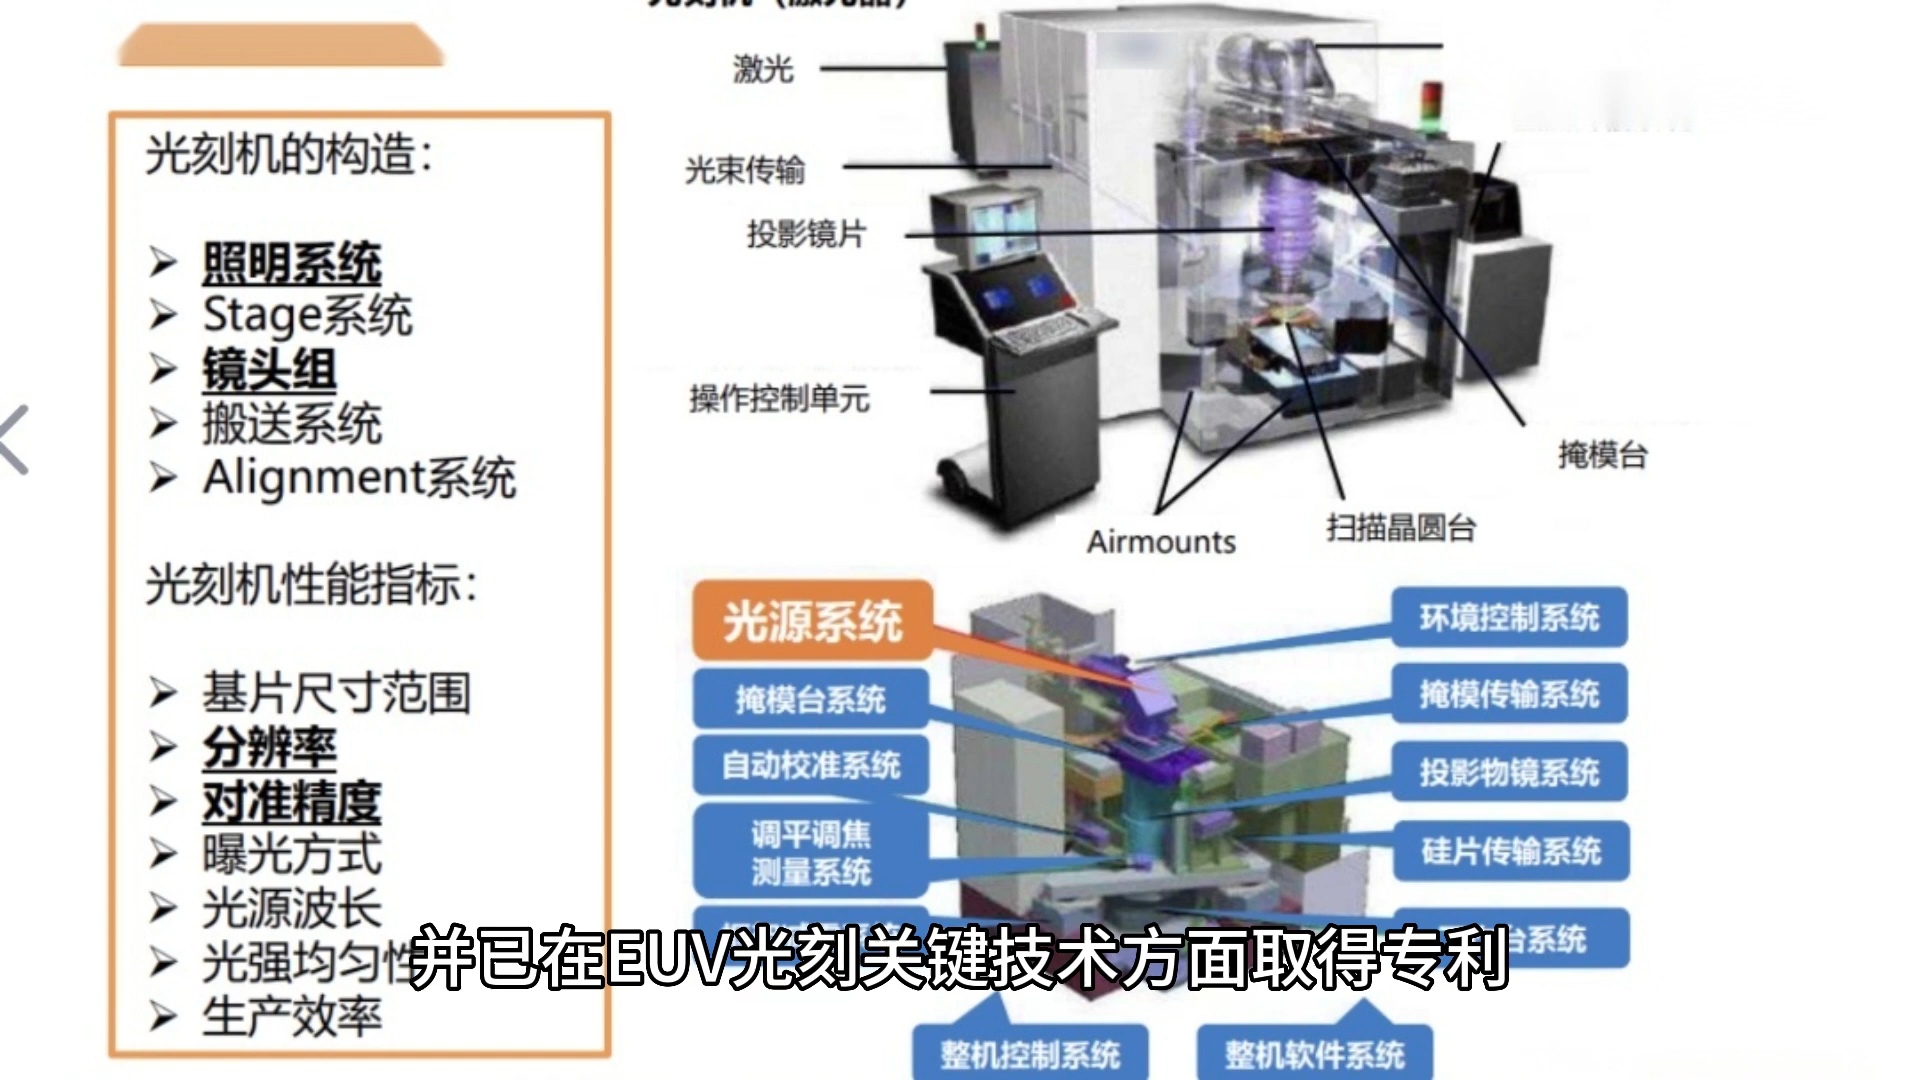 光刻机的构造：
照明系统
Stage系统
镜头组
搬送系统
Alignment系统
光刻机性能指标：
基片尺寸范围
分辨率
对准精度
曝光方式
光源波长
光强均匀性
生产效率
激光
光束传输
投影镜片
操作控制单元
掩模台
扫描晶圆台
Airmounts
光源系统
掩模台系统
自动校准系统
调平调焦
测量系统
环境控制系统
掩模传输系统
投影物镜系统
硅片传输系统
台系统
整机控制系统
整机软件系统
并已在EUV光刻关键技术方面取得专利